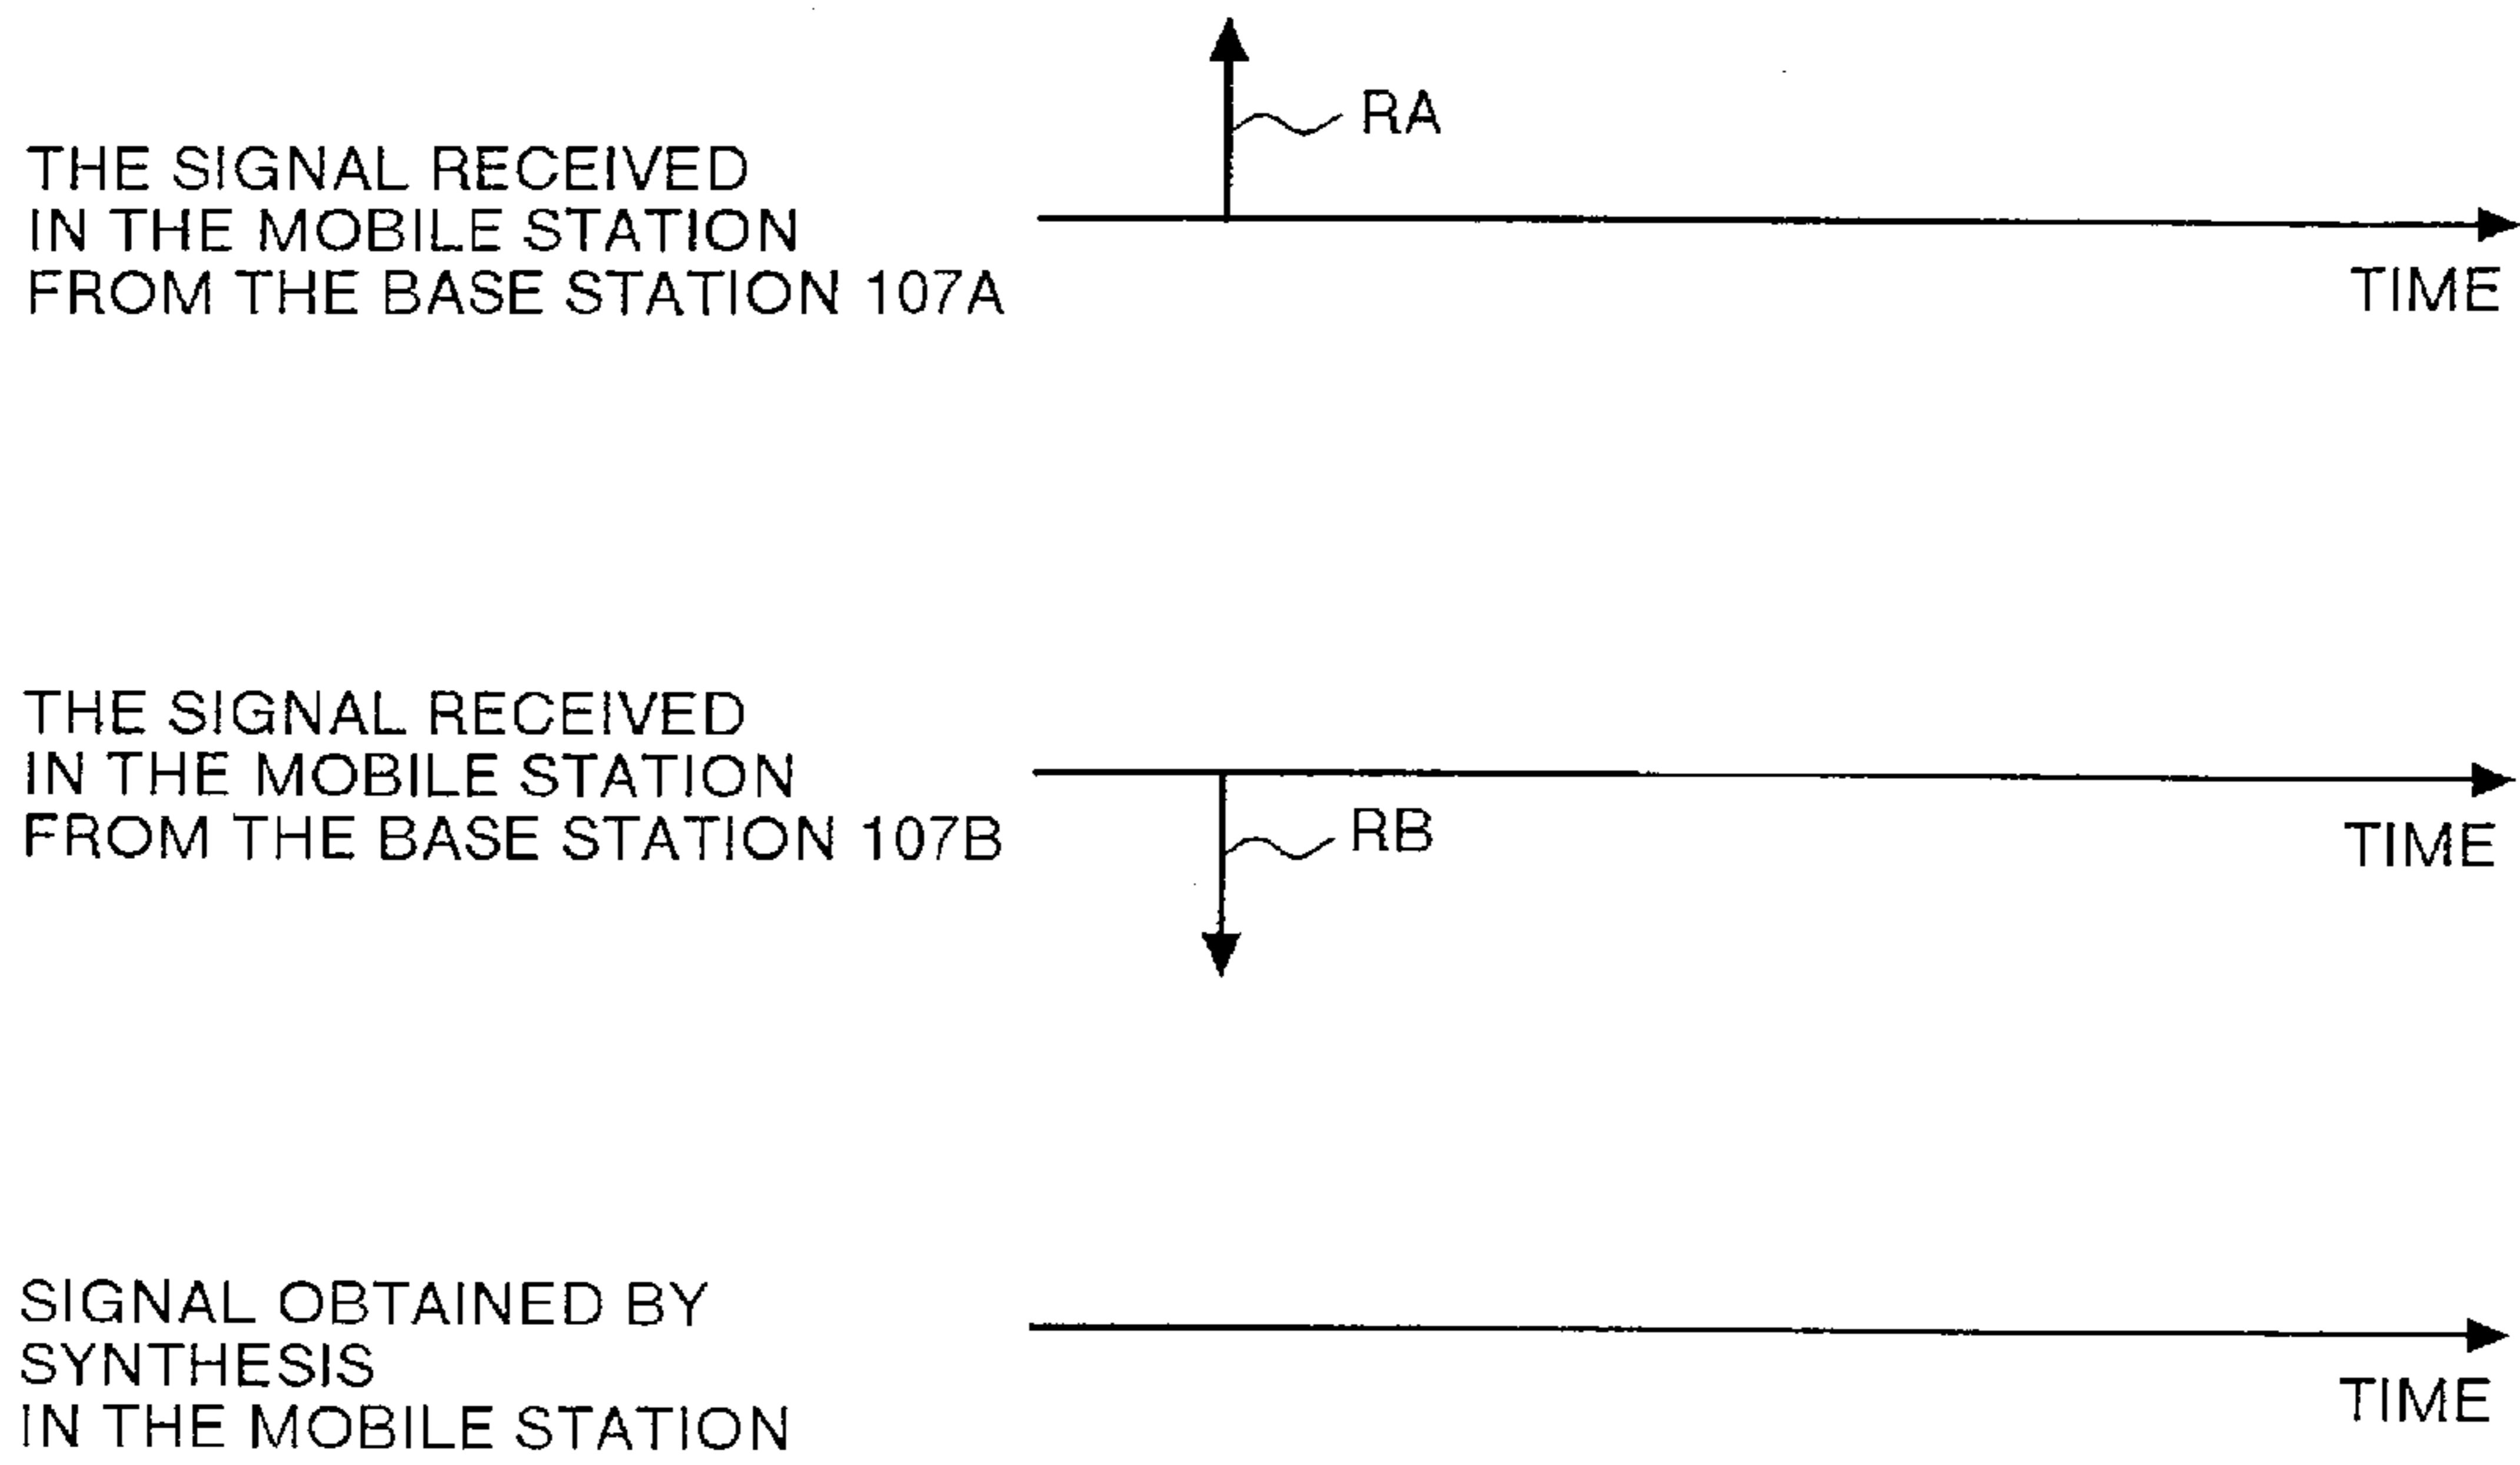 RA
THE SIGNAL RECEIVED
IN THE MOBILE STATION
FROM THE BASE STATION 107A
TIME
THE SIGNAL RECEIVED
IN THE MOBILE STATION
FROM THE BASE STATION 107B
RB
TIME
SIGNAL OBTAINED BY
SYNTHESIS
IN THE MOBILE STATION
TIME